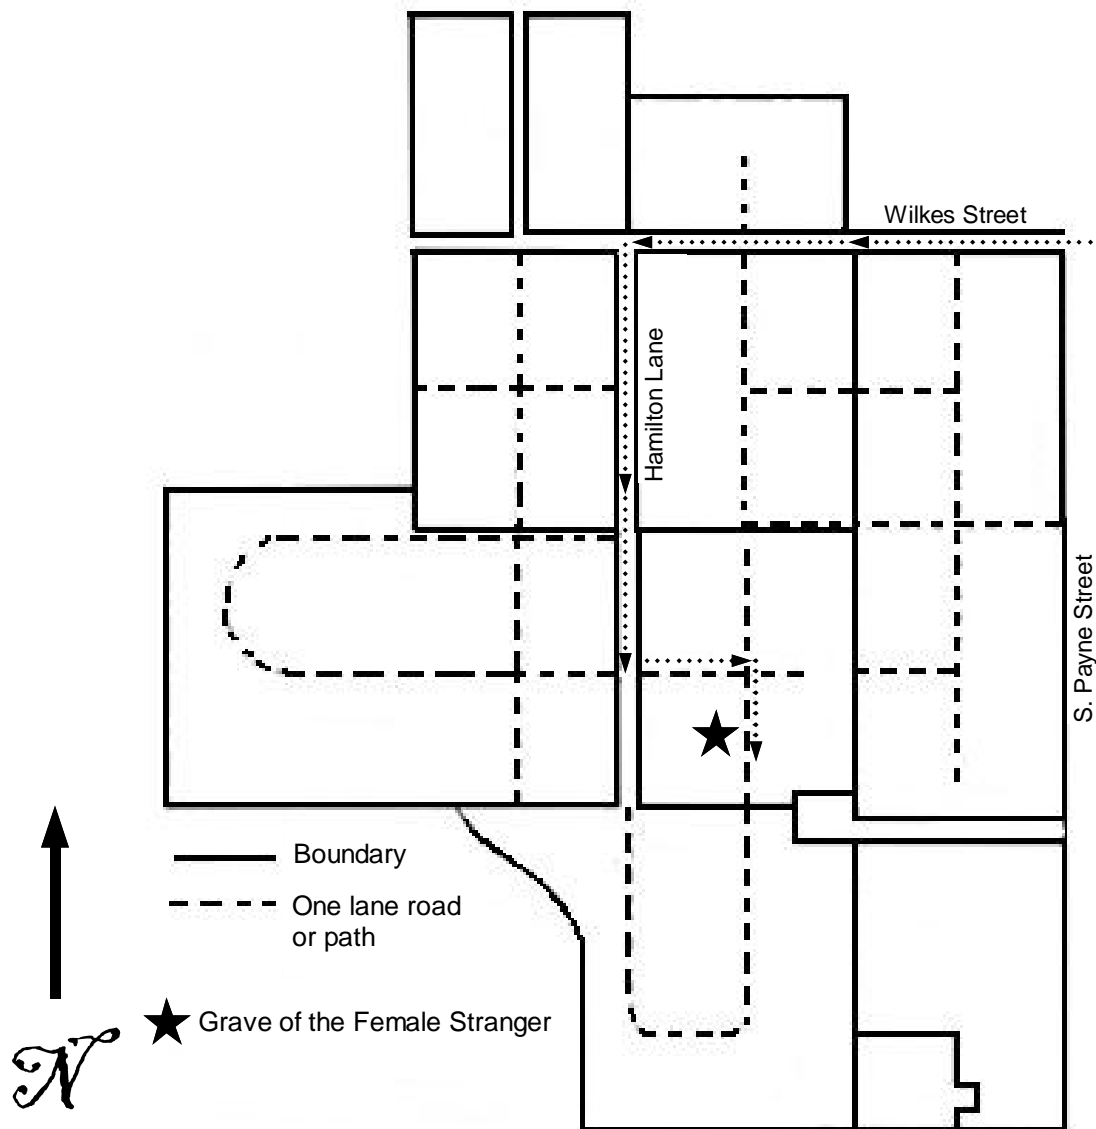 Wilkes Street
Hamilton Lane
S. Payne Street
Boundary
One lane road
or path
Grave of the Female Stranger
N